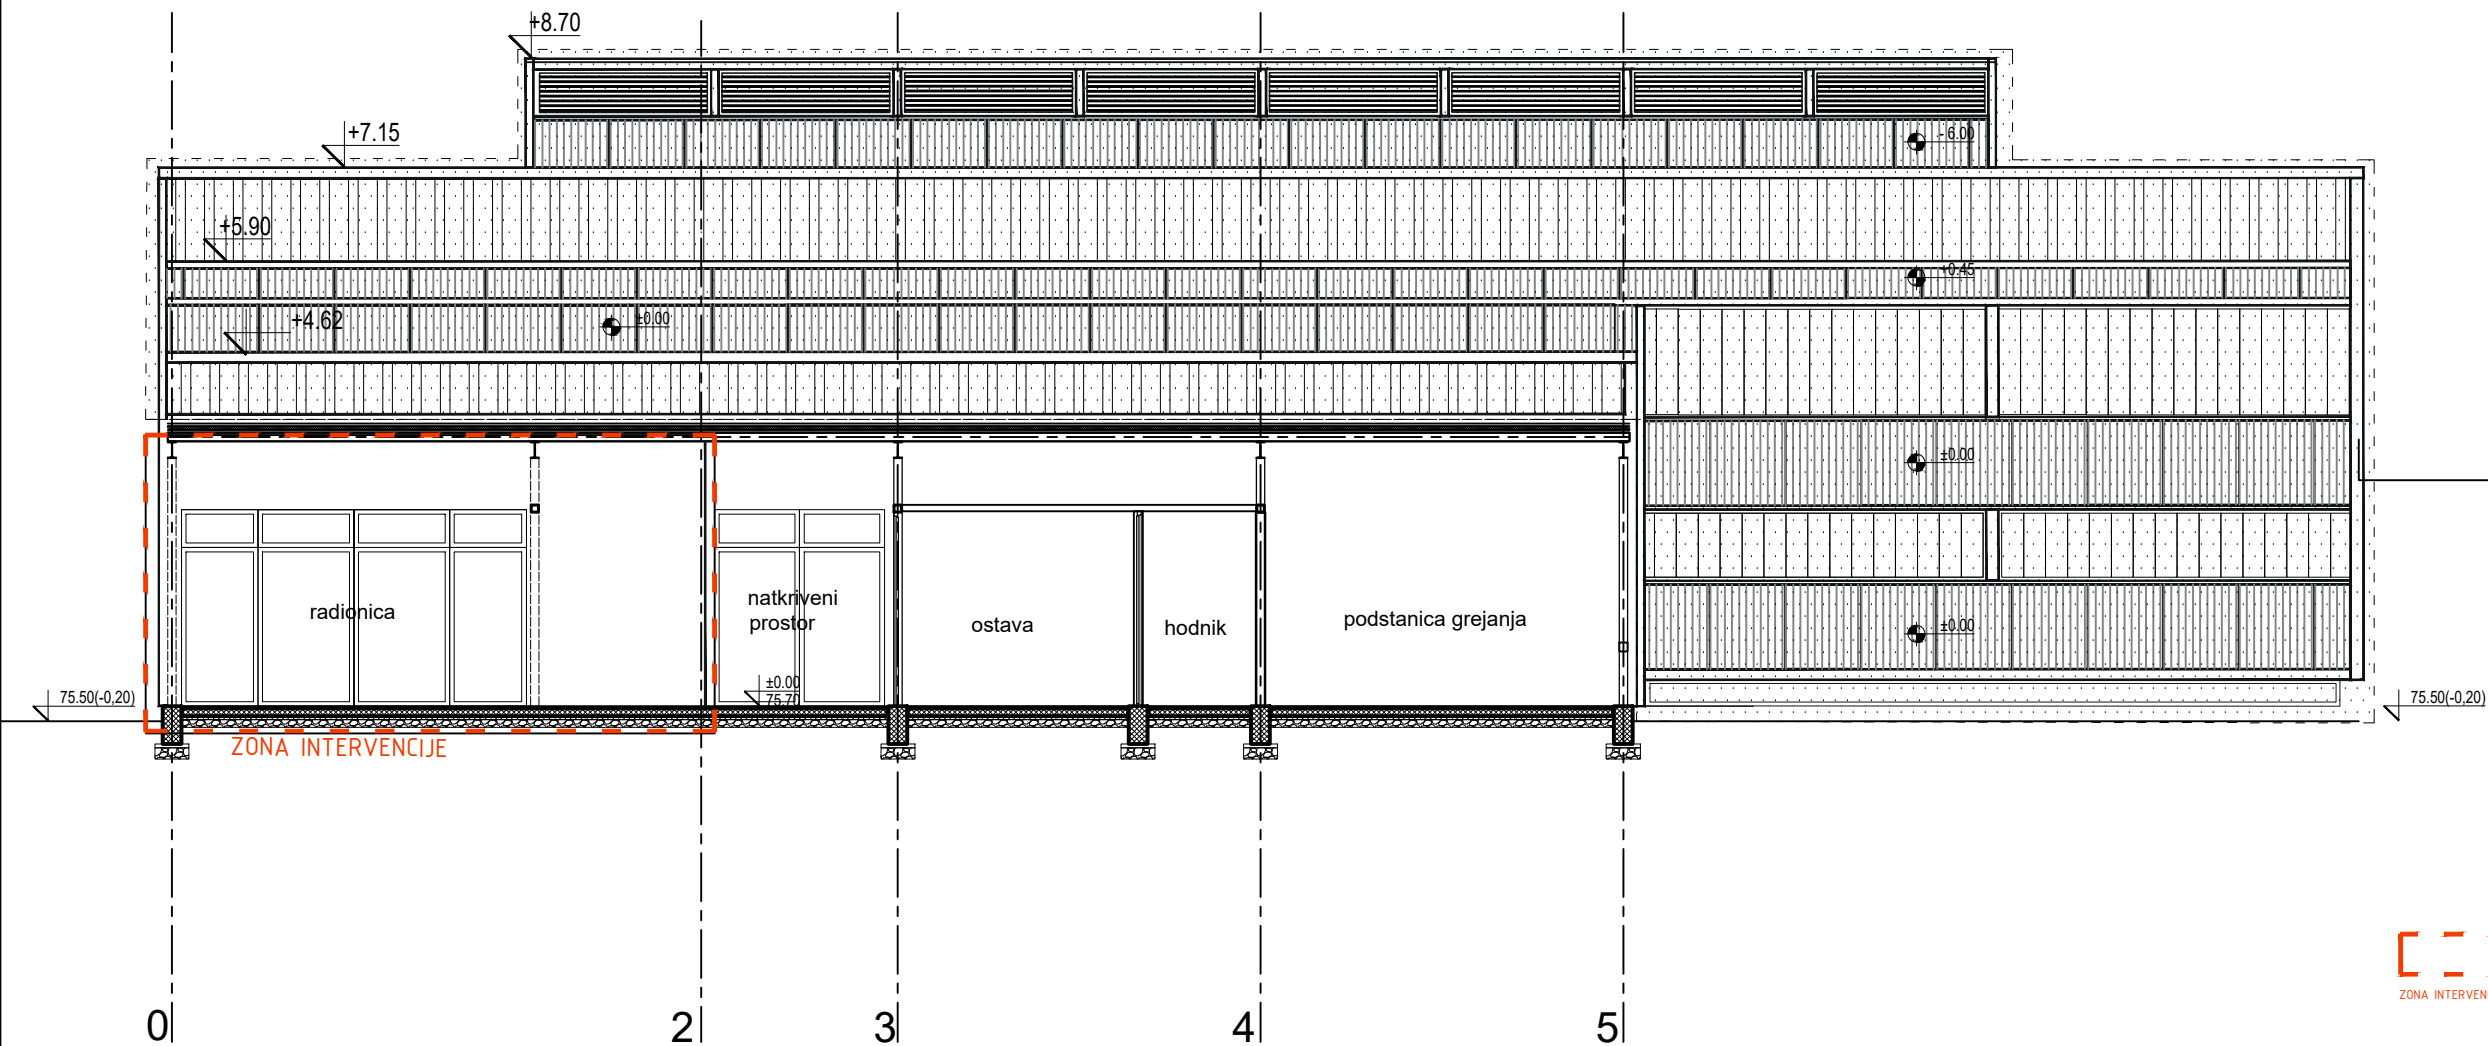 +8.70
+7.15
- 6.00
+5.90
+0.45
+4.62
±0.00
±0.00
radionica
natkriveni
prostor
ostava
hodnik
podstanica grejanja
±0.00
±0.00
75.70
75.50(-0,20)
75.50(-0,20)
ZONA INTERVENCIJE
0
2
3
4
5